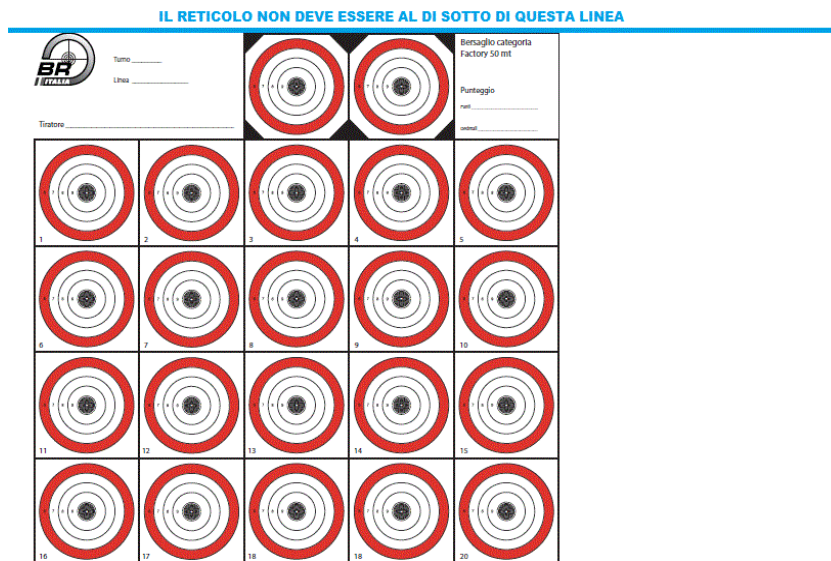 IL RETICOLO NON DEVE ESSERE AL DI SOTTO DI QUESTA LINEA
BR
ITALIA
Turno
Linea
Tiratore
Bersaglio categoria
Factory 50 mt
Punteggio
centrali
1 2 3 4 5
6 7 8 9 10
11 12 13 14 15
16 17 18 18 20